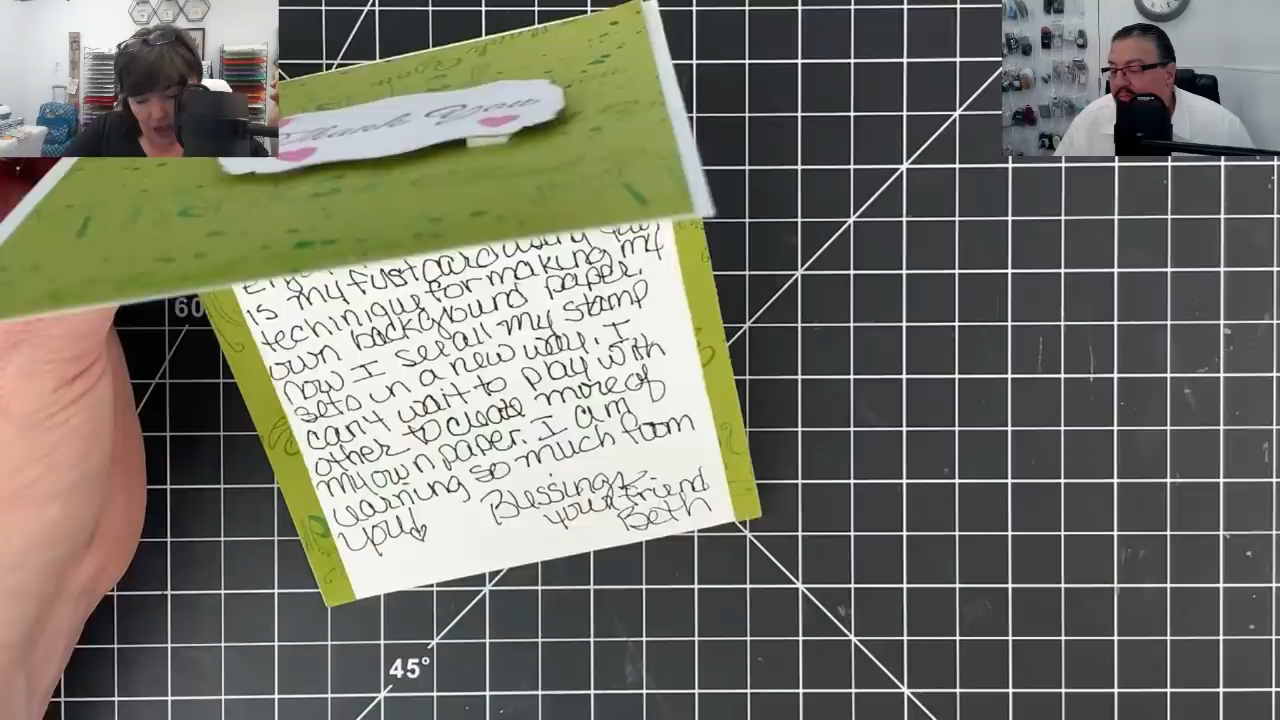 Thank You
is my first card using your
technique for making my
own background paper.
now I see all my stamp
sets in a new way. I
can't wait to play with
other to create more of
my own paper. I am
learning so much from
you
Blessings
your friend
Beth
60
45°